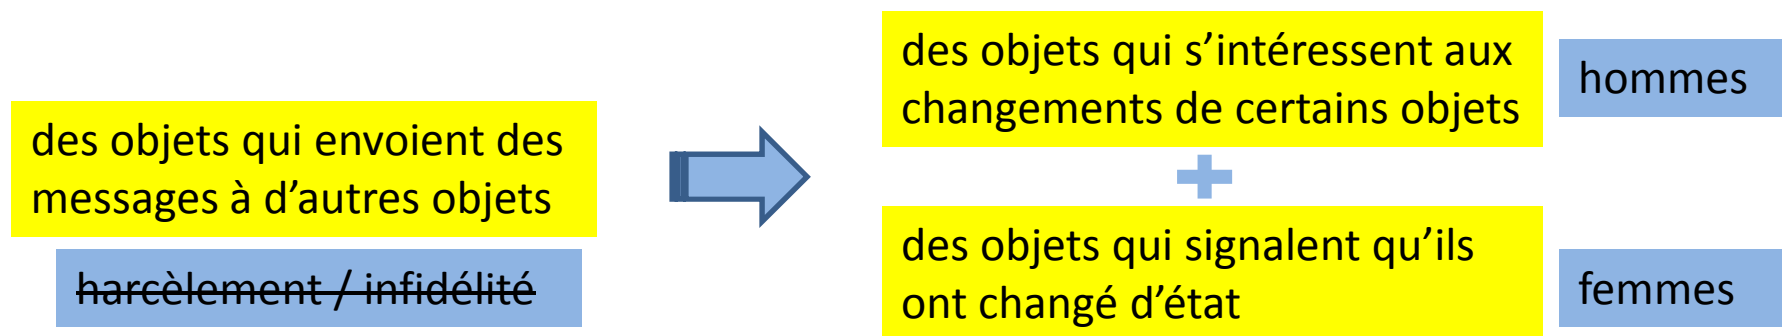 des objets qui envoient des
messages à d’autres objets
harcèlement / infidélité
des objets qui s’intéressent aux
changements de certains objets
hommes
des objets qui signalent qu’ils
ont changé d’état
femmes